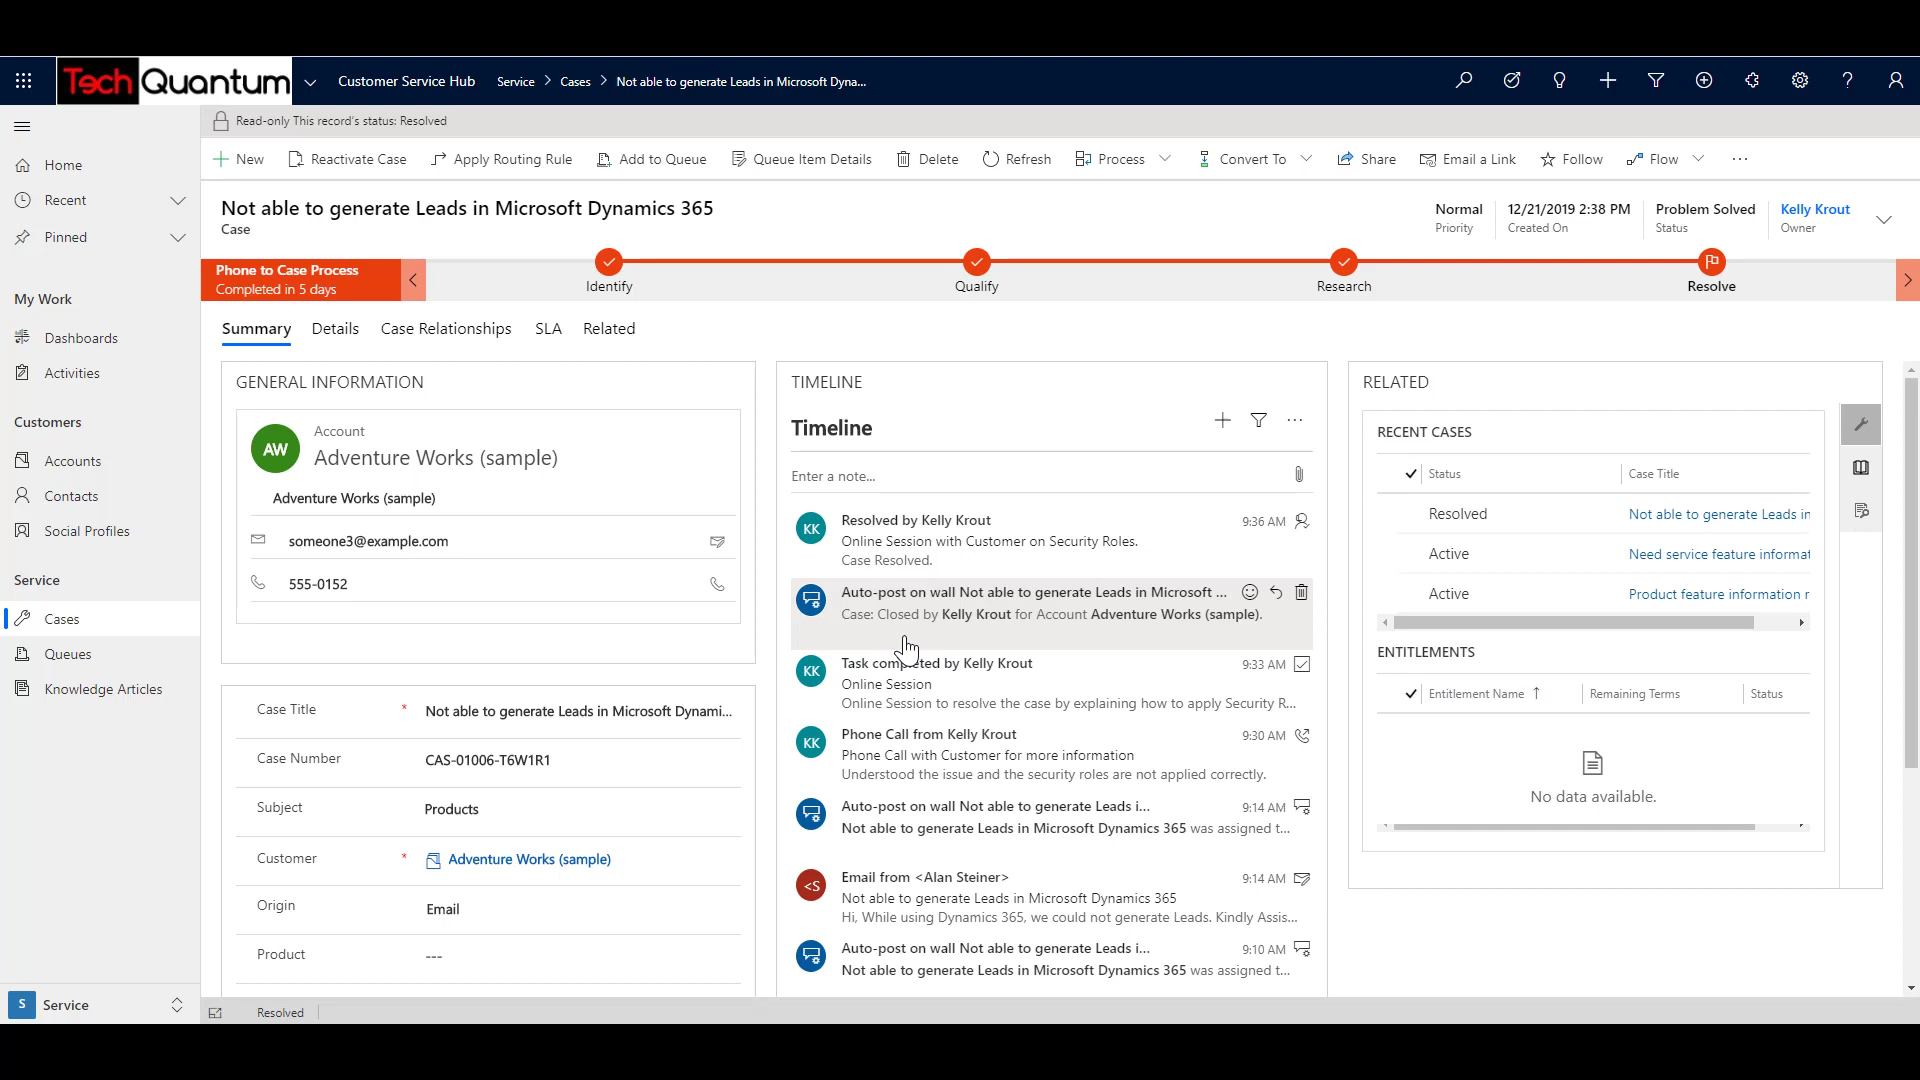 TechQuantum
Customer Service Hub
Service > Cases > Not able to generate Leads in Microsoft Dyna...
Read-only This record's status: Resolved
New
Reactivate Case
Apply Routing Rule
Add to Queue
Queue Item Details
Delete
Refresh
Process
Convert To
Share
Email a Link
Follow
Flow
Home
Recent
Pinned
My Work
Dashboards
Activities
Customers
Accounts
Contacts
Social Profiles
Service
Cases
Queues
Knowledge Articles
S Service
Not able to generate Leads in Microsoft Dynamics 365
Case
Normal
Priority
12/21/2019 2:38 PM
Created On
Problem Solved
Status
Kelly Krout
Owner
Phone to Case Process
Completed in 5 days
Identify
Qualify
Research
Resolve
Summary
Details
Case Relationships
SLA
Related
GENERAL INFORMATION
AW
Account
Adventure Works (sample)
Adventure Works (sample)
someone3@example.com
555-0152
Case Title * Not able to generate Leads in Microsoft Dynami...
Case Number CAS-01006-T6W1R1
Subject Products
Customer * Adventure Works (sample)
Origin Email
Product ---
TIMELINE
Timeline
Enter a note...
KK
Resolved by Kelly Krout 9:36 AM
Online Session with Customer on Security Roles.
Case Resolved.
Auto-post on wall Not able to generate Leads in Microsoft ...
Case: Closed by Kelly Krout for Account Adventure Works (sample).
KK
Task completed by Kelly Krout 9:33 AM
Online Session
Online Session to resolve the case by explaining how to apply Security R...
KK
Phone Call from Kelly Krout 9:30 AM
Phone Call with Customer for more information
Understood the issue and the security roles are not applied correctly.
Auto-post on wall Not able to generate Leads i... 9:14 AM
Not able to generate Leads in Microsoft Dynamics 365 was assigned t...
<S
Email from <Alan Steiner> 9:14 AM
Not able to generate Leads in Microsoft Dynamics 365
Hi, While using Dynamics 365, we could not generate Leads. Kindly Assis...
Auto-post on wall Not able to generate Leads i... 9:10 AM
Not able to generate Leads in Microsoft Dynamics 365 was assigned t...
RELATED
RECENT CASES
Status Case Title
Resolved Not able to generate Leads in
Active Need service feature informat
Active Product feature information r
ENTITLEMENTS
Entitlement Name ↑ Remaining Terms Status
No data available.
Resolved